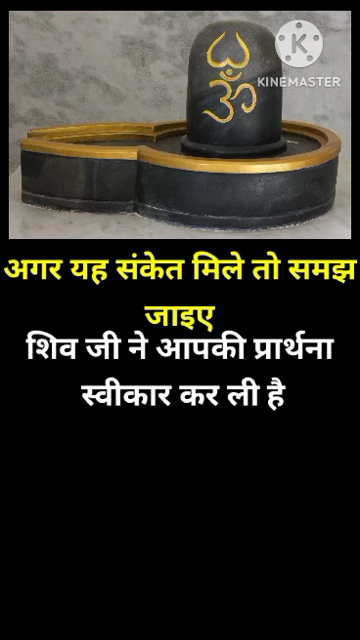 ॐ
KINEMASTER
अगर यह संकेत मिले तो समझ
जाइए
शिव जी ने आपकी प्रार्थना
स्वीकार कर ली है